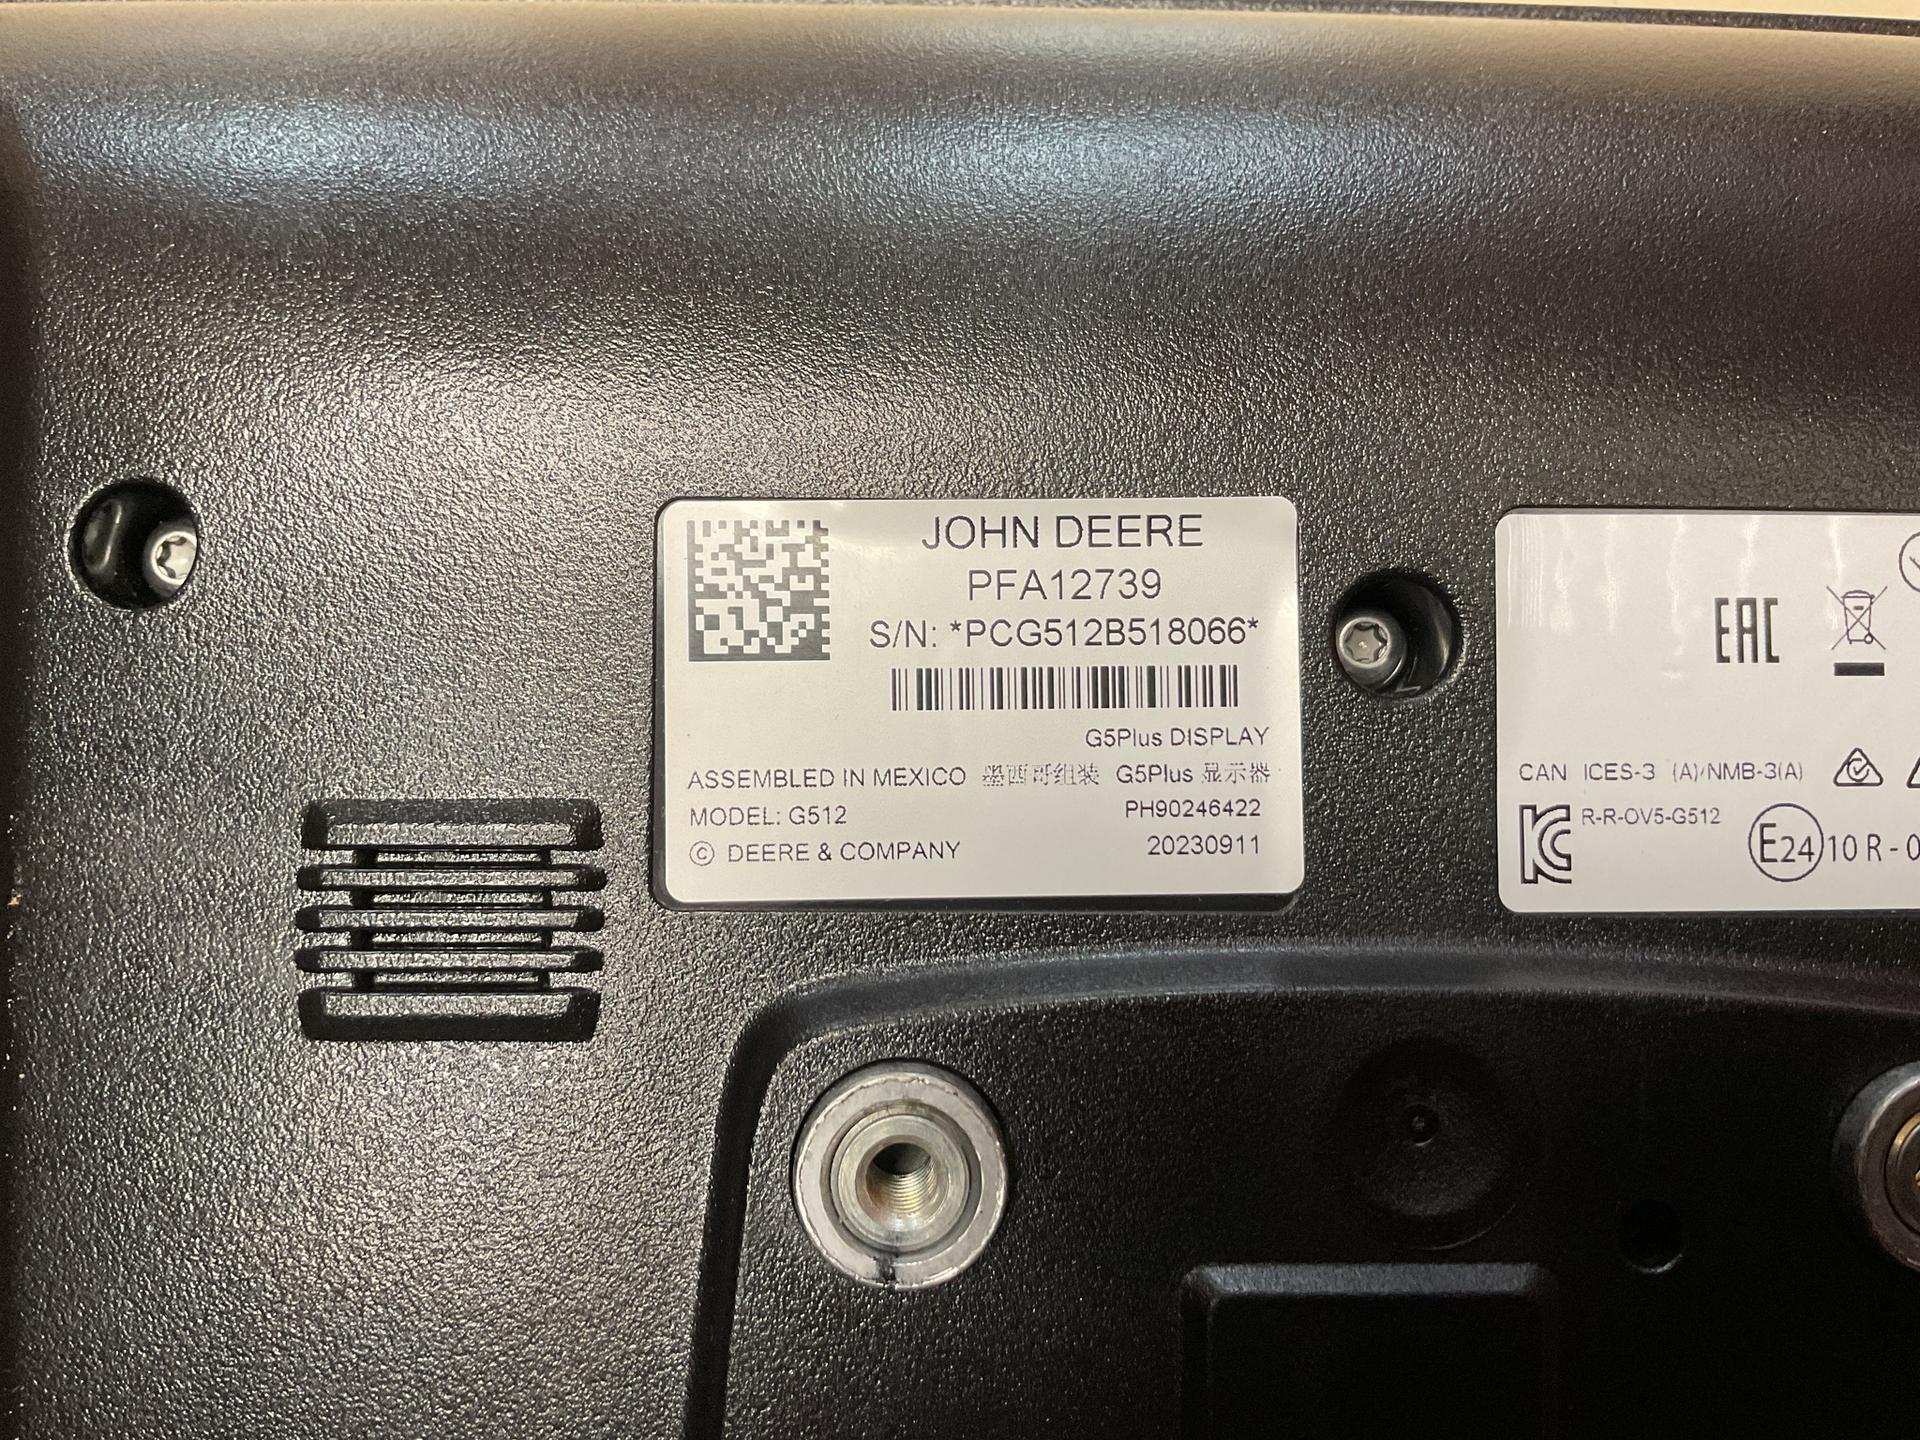 JOHN DEERE
PFA12739
S/N: *PCG512B518066*
G5Plus DISPLAY
ASSEMBLED IN MEXICO 墨西哥组装 G5Plus 显示器
MODEL: G512 PH90246422
© DEERE & COMPANY 20230911
EAC
CAN ICES-3 (A)/NMB-3(A)
R-R-OV5-G512
E24 10 R - 0